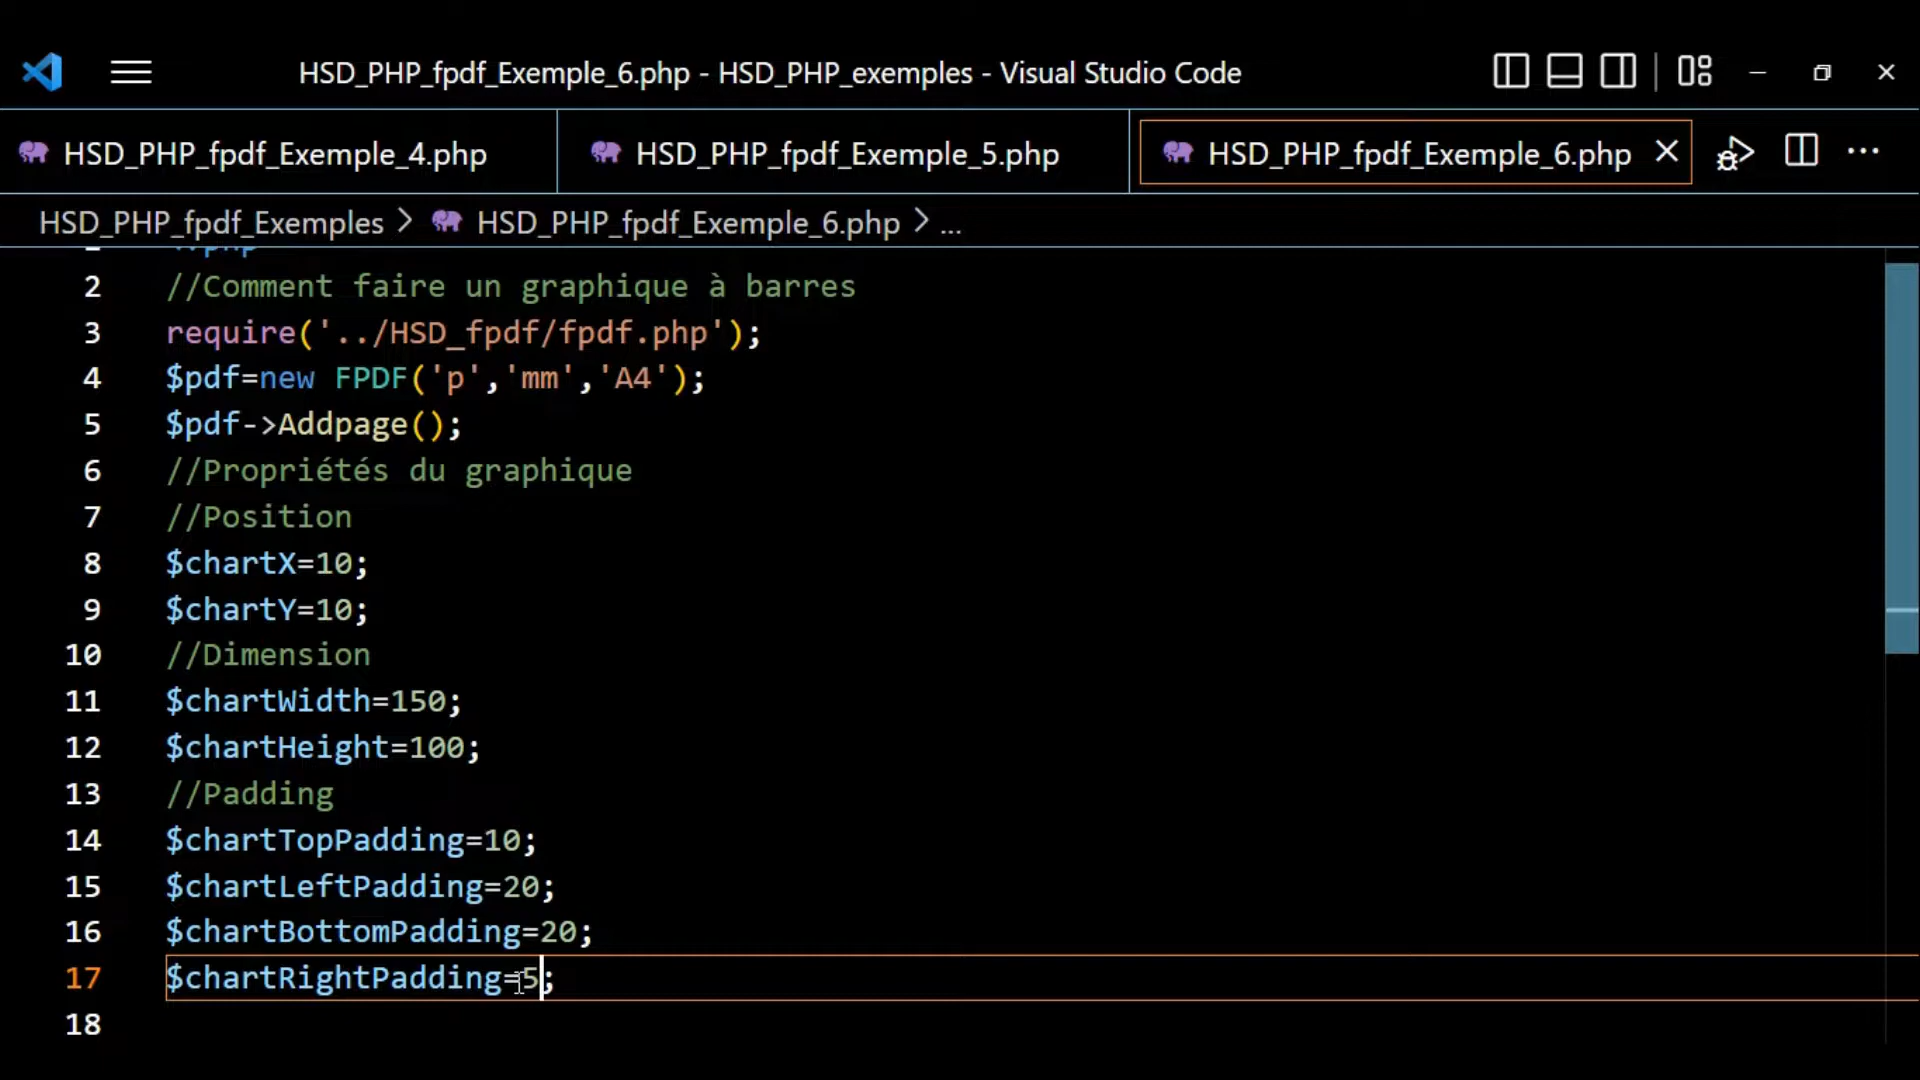 HSD_PHP_fpdf_Exemple_6.php - HSD_PHP_exemples - Visual Studio Code
HSD_PHP_fpdf_Exemple_4.php HSD_PHP_fpdf_Exemple_5.php HSD_PHP_fpdf_Exemple_6.php
HSD_PHP_fpdf_Exemples > HSD_PHP_fpdf_Exemple_6.php > ...
2 //Comment faire un graphique à barres
3 require('../HSD_fpdf/fpdf.php');
4 $pdf=new FPDF('p','mm','A4');
5 $pdf->Addpage();
6 //Propriétés du graphique
7 //Position
8 $chartX=10;
9 $chartY=10;
10 //Dimension
11 $chartWidth=150;
12 $chartHeight=100;
13 //Padding
14 $chartTopPadding=10;
15 $chartLeftPadding=20;
16 $chartBottomPadding=20;
17 $chartRightPadding=5;
18